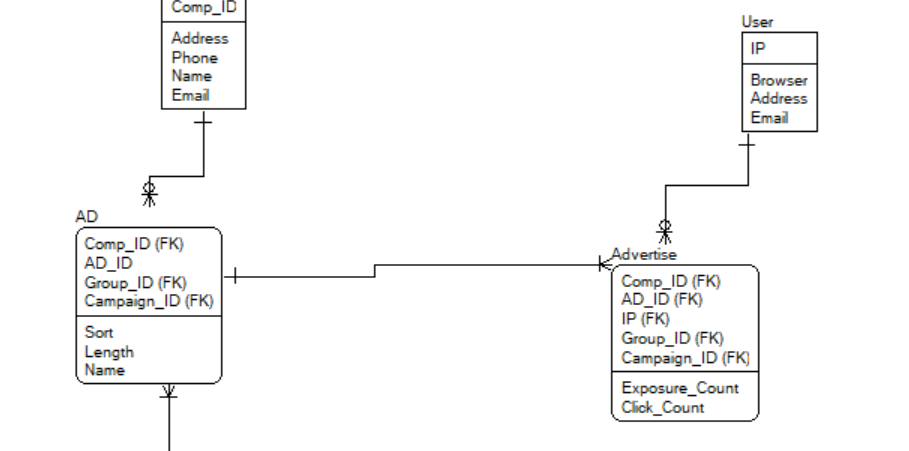 Comp_ID
Address
Phone
Name
Email
User
IP
Browser
Address
Email
AD
Comp_ID (FK)
AD_ID
Group_ID (FK)
Campaign_ID (FK)
Sort
Length
Name
Advertise
Comp_ID (FK)
AD_ID (FK)
IP (FK)
Group_ID (FK)
Campaign_ID (FK)
Exposure_Count
Click_Count